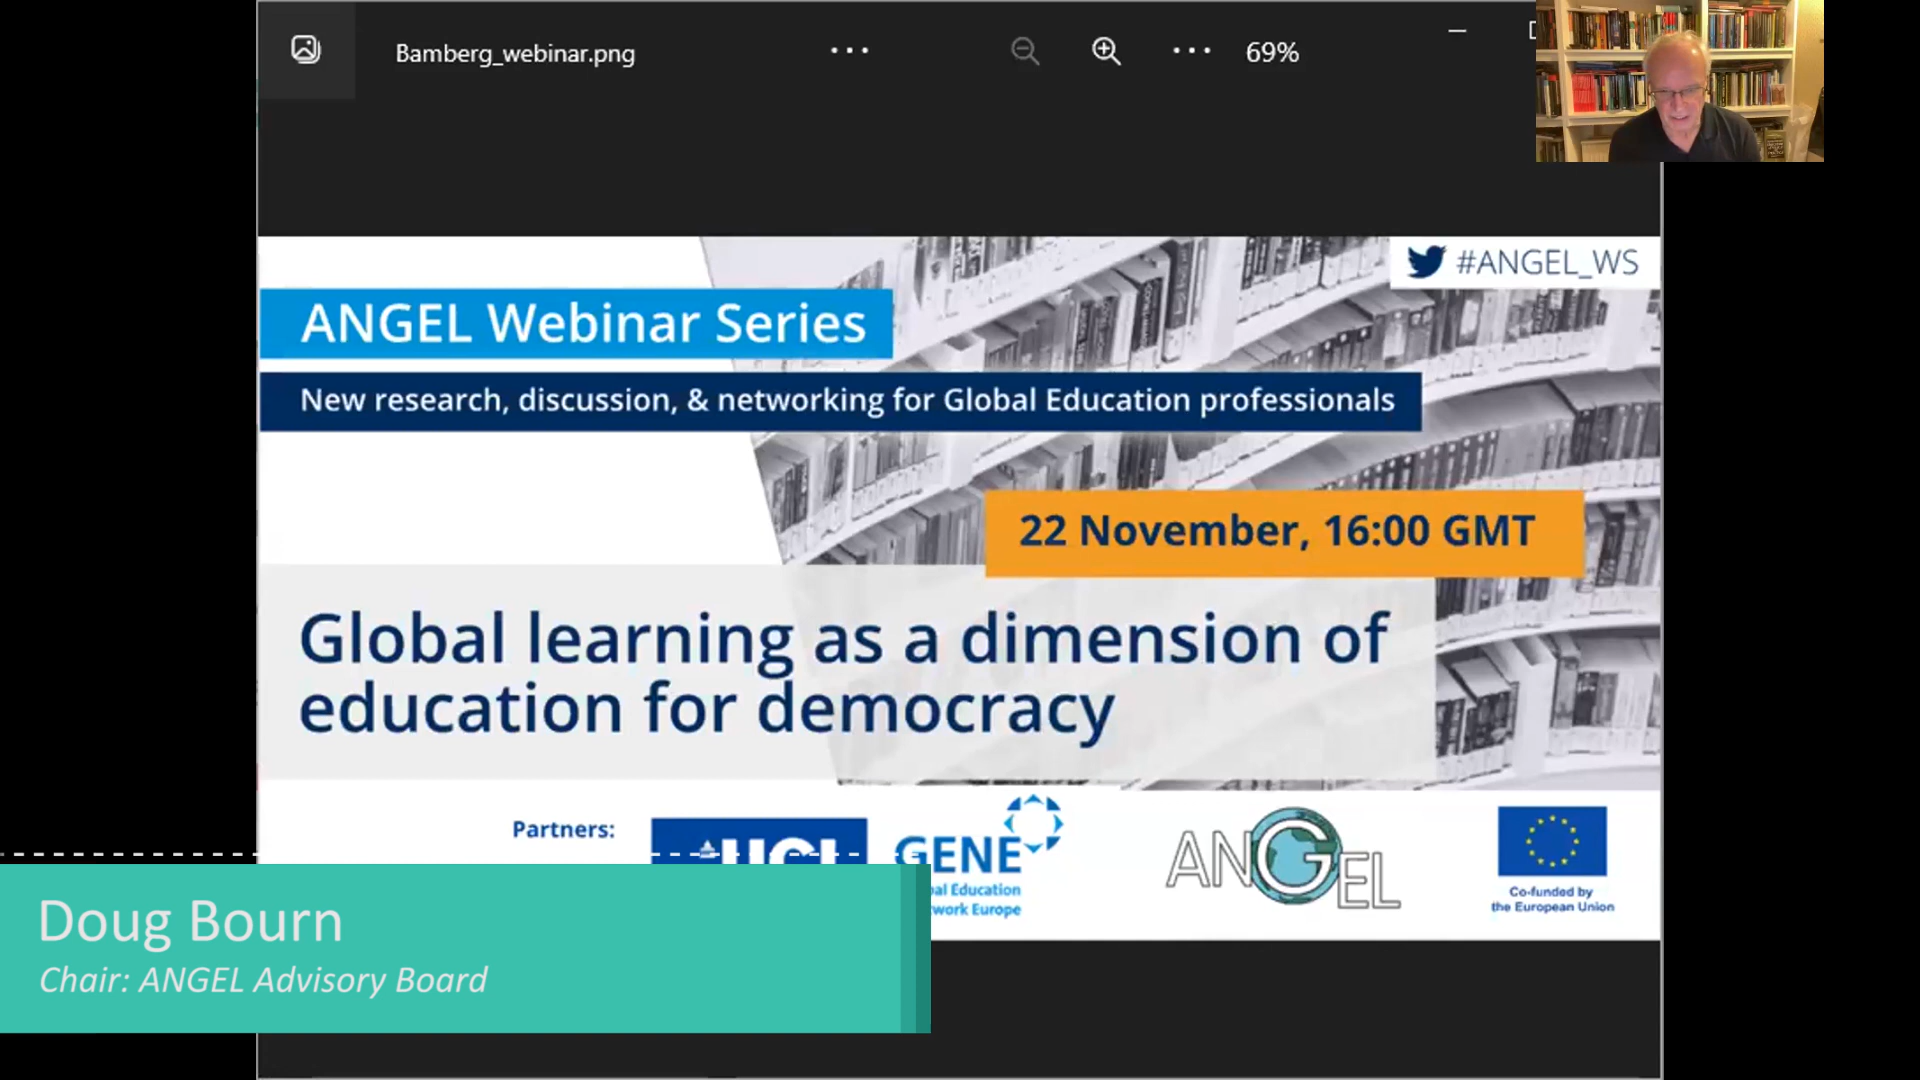 Bamberg_webinar.png
69%
#ANGEL_WS
ANGEL Webinar Series
New research, discussion, & networking for Global Education professionals
22 November, 16:00 GMT
Global learning as a dimension of
education for democracy
Partners:
UCL
GENE
bal Education
work Europe
ANGEL
Co-funded by
the European Union
Doug Bourn
Chair: ANGEL Advisory Board